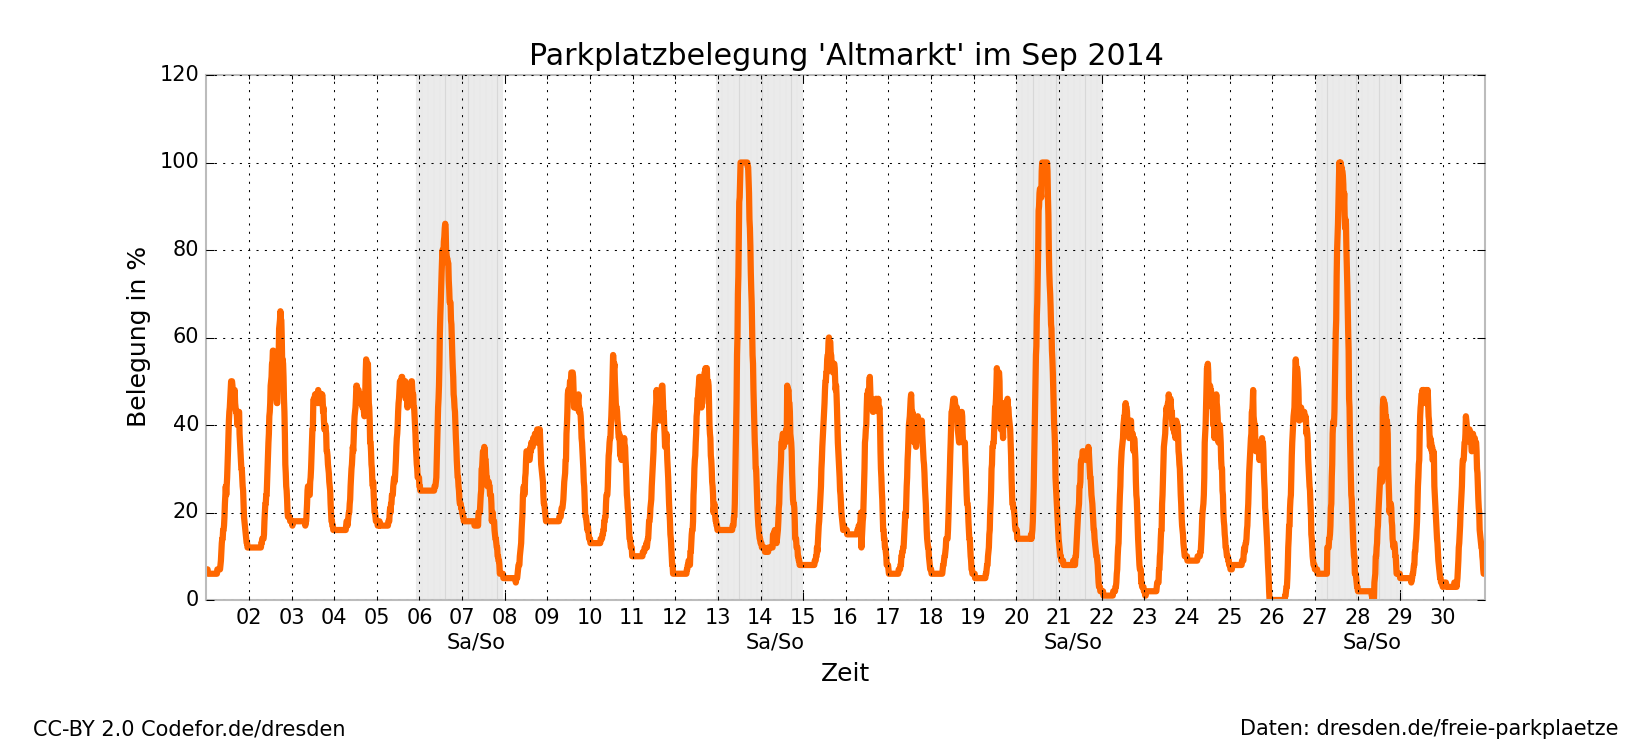 Parkplatzbelegung 'Altmarkt' im Sep 2014
120
100
80
60
40
20
0
Belegung in %
02 03 04 05 06 07 08 09 10 11 12 13 14 15 16 17 18 19 20 21 22 23 24 25 26 27 28 29 30
Sa/So Sa/So Sa/So Sa/So
Zeit
CC-BY 2.0 Codefor.de/dresden
Daten: dresden.de/freie-parkplaetze